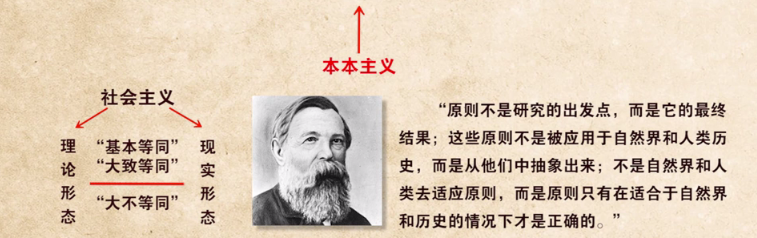 本本主义
社会主义
理论形态
“基本等同”
“大致等同”
“大不等同”
现实形态
“原则不是研究的出发点，而是它的最终
结果；这些原则不是被应用于自然界和人类历
史，而是从他们中抽象出来；不是自然界和人
类去适应原则，而是原则只有在适合于自然界
和历史的情况下才是正确的。”